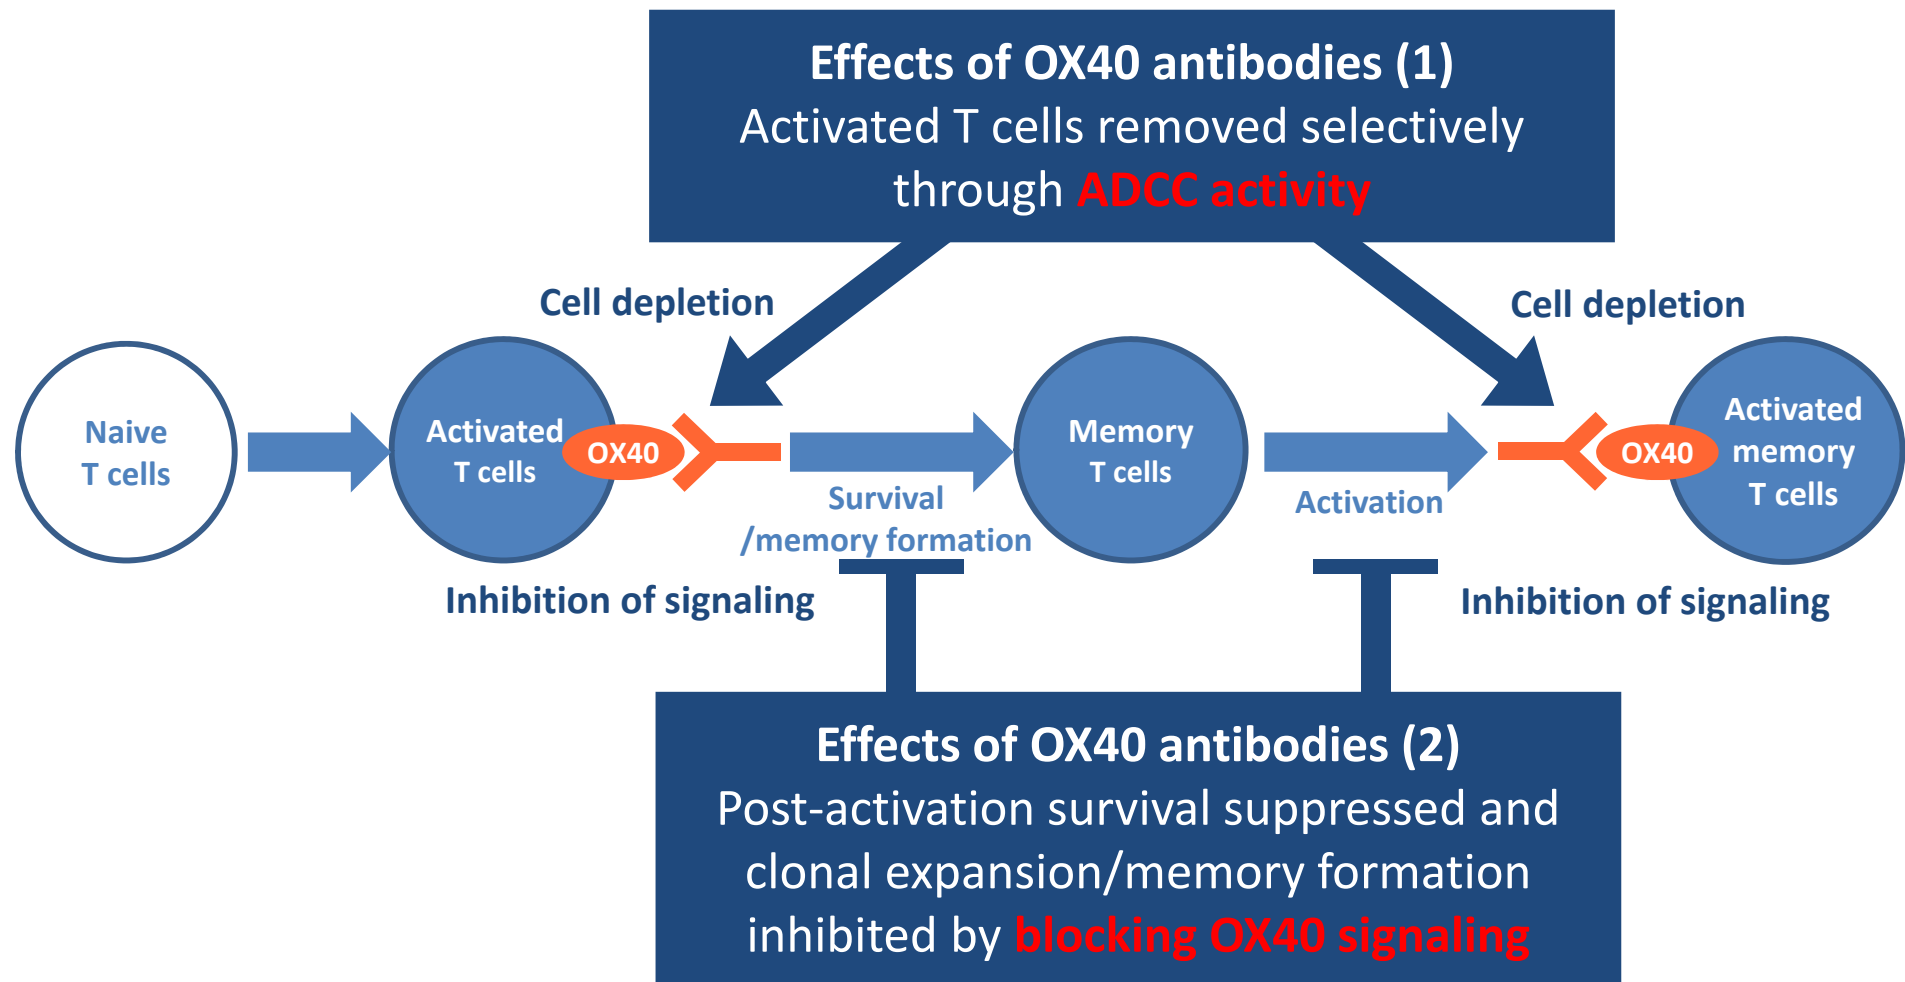 Effects of OX40 antibodies (1)
Activated T cells removed selectively
through ADCC activity
Cell depletion
Cell depletion
Naive
T cells
Activated
T cells
OX40
Survival
/memory formation
Memory
T cells
Activation
OX40
Activated
memory
T cells
Inhibition of signaling
Inhibition of signaling
Effects of OX40 antibodies (2)
Post-activation survival suppressed and
clonal expansion/memory formation
inhibited by blocking OX40 signaling